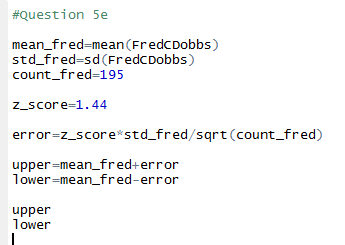 #Question 5e
mean_fred=mean(FredCDobbs)
std_fred=sd(FredCDobbs)
count_fred=195
z_score=1.44
error=z_score*std_fred/sqrt(count_fred)
upper=mean_fred+error
lower=mean_fred-error
upper
lower